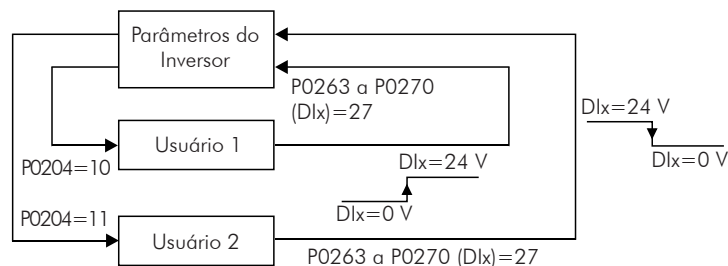 Parâmetros do
Inversor
P0263 a P0270
(DIx)=27
DIx=24 V
DIx=0 V
Usuário 1
P0204=10
DIx=24 V
DIx=0 V
P0204=11
Usuário 2
P0263 a P0270 (DIx)=27